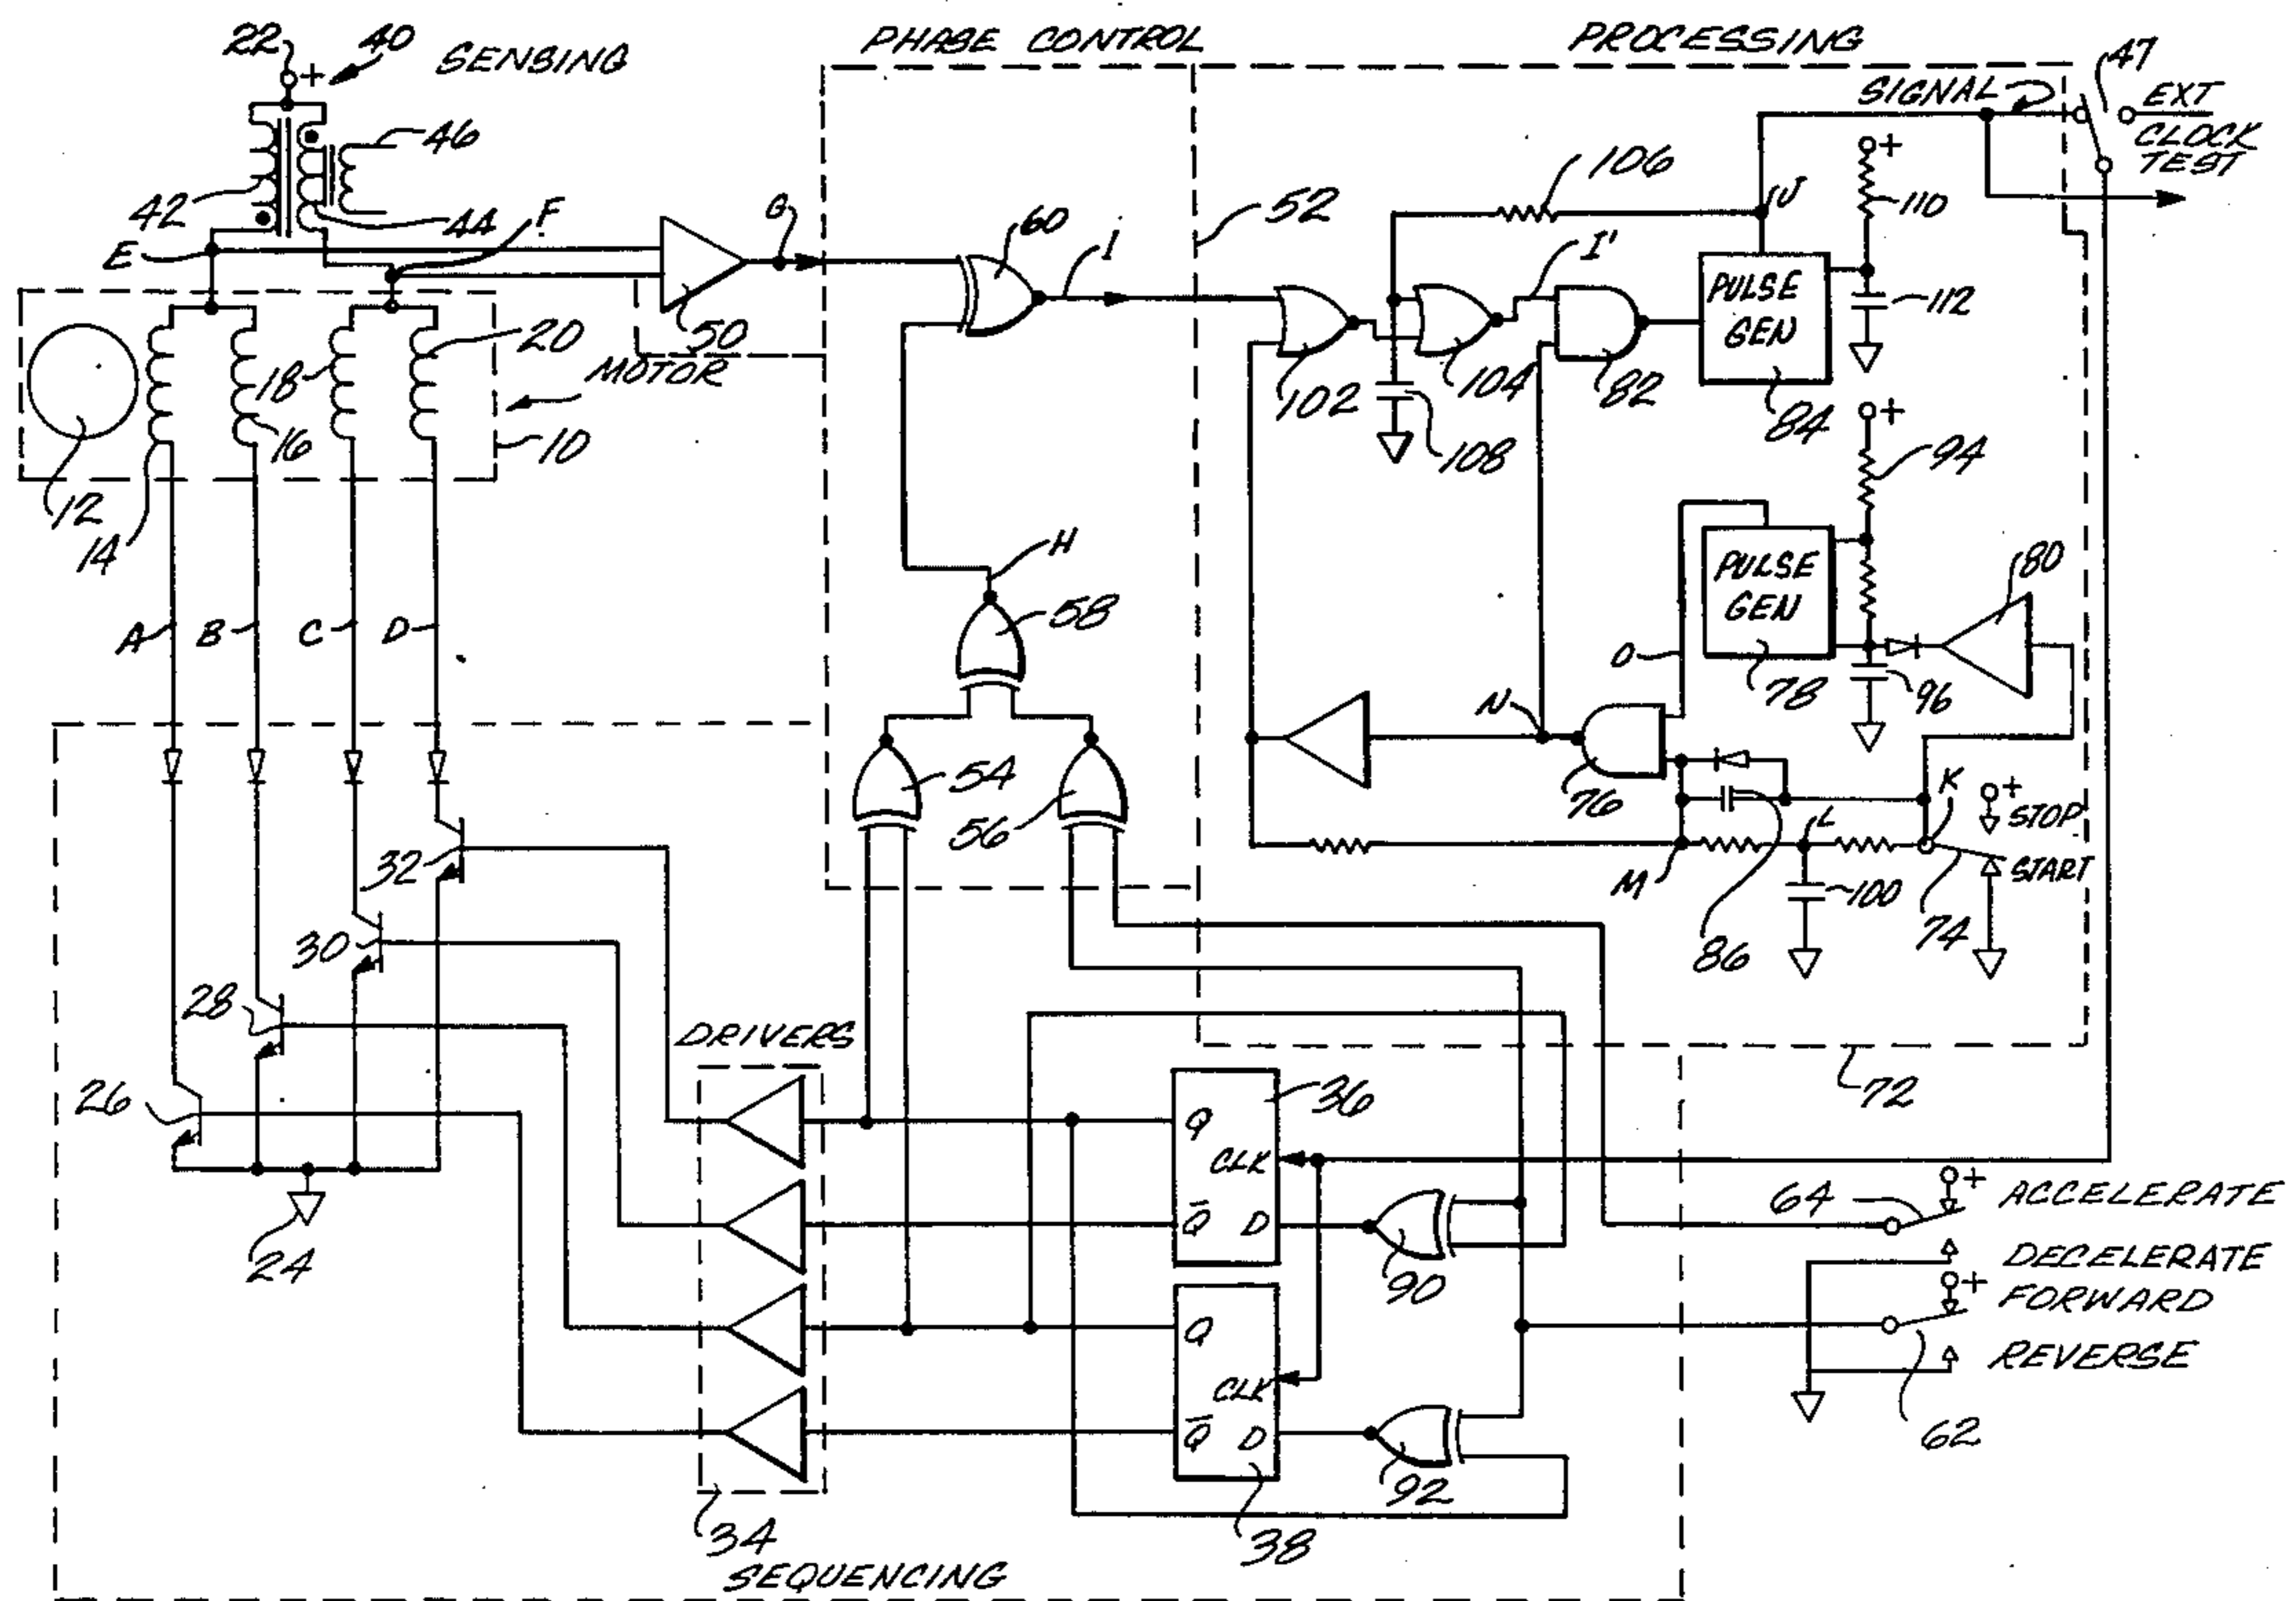 22
40
+
SENSING
PHASE CONTROL
PROCESSING
47
SIGNAL
EXT
CLOCK
TEST
46
106
+
42
44
F
G
60
I
52
J
110
E
I'
PULSE
GEN
112
50
18
20
MOTOR
102
104
82
84
+
108
16
10
94
12
14
H
80
PULSE
GEN
58
A
B
C
D
O
78
96
N
54
76
K
+
STOP
56
L
32
START
M
100
74
30
86
28
DRIVERS
26
36
72
Q
CLK
+
64
ACCELERATE
Q̅
D
24
90
DECELERATE
+
FORWARD
Q
REVERSE
CLK
Q̅
D
62
92
34
38
SEQUENCING